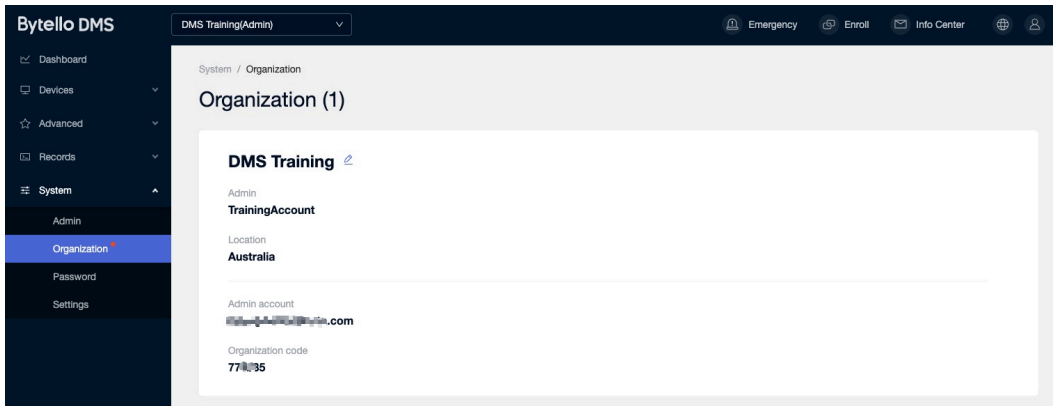 Bytello DMS
DMS Training(Admin)
Emergency
Enroll
Info Center
Dashboard
Devices
Advanced
Records
System
Admin
Organization
Password
Settings
System / Organization
Organization (1)
DMS Training
Admin
TrainingAccount
Location
Australia
Admin account
.com
Organization code